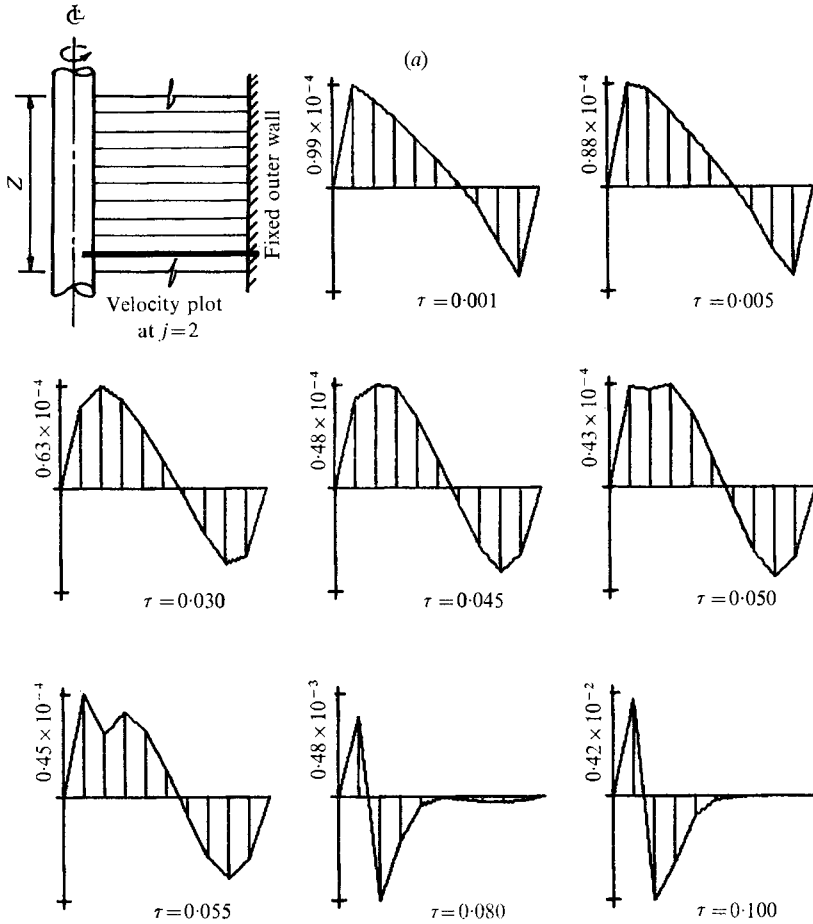 ℄
(a)
Z
Fixed outer wall
Velocity plot
at j=2
0·99 × 10⁻⁴
τ=0·001
0·88 × 10⁻⁴
τ=0·005
0·63 × 10⁻⁴
τ=0·030
0·48 × 10⁻⁴
τ=0·045
0·43 × 10⁻⁴
τ=0·050
0·45 × 10⁻⁴
τ=0·055
0·48 × 10⁻³
τ=0·080
0·42 × 10⁻²
τ=0·100